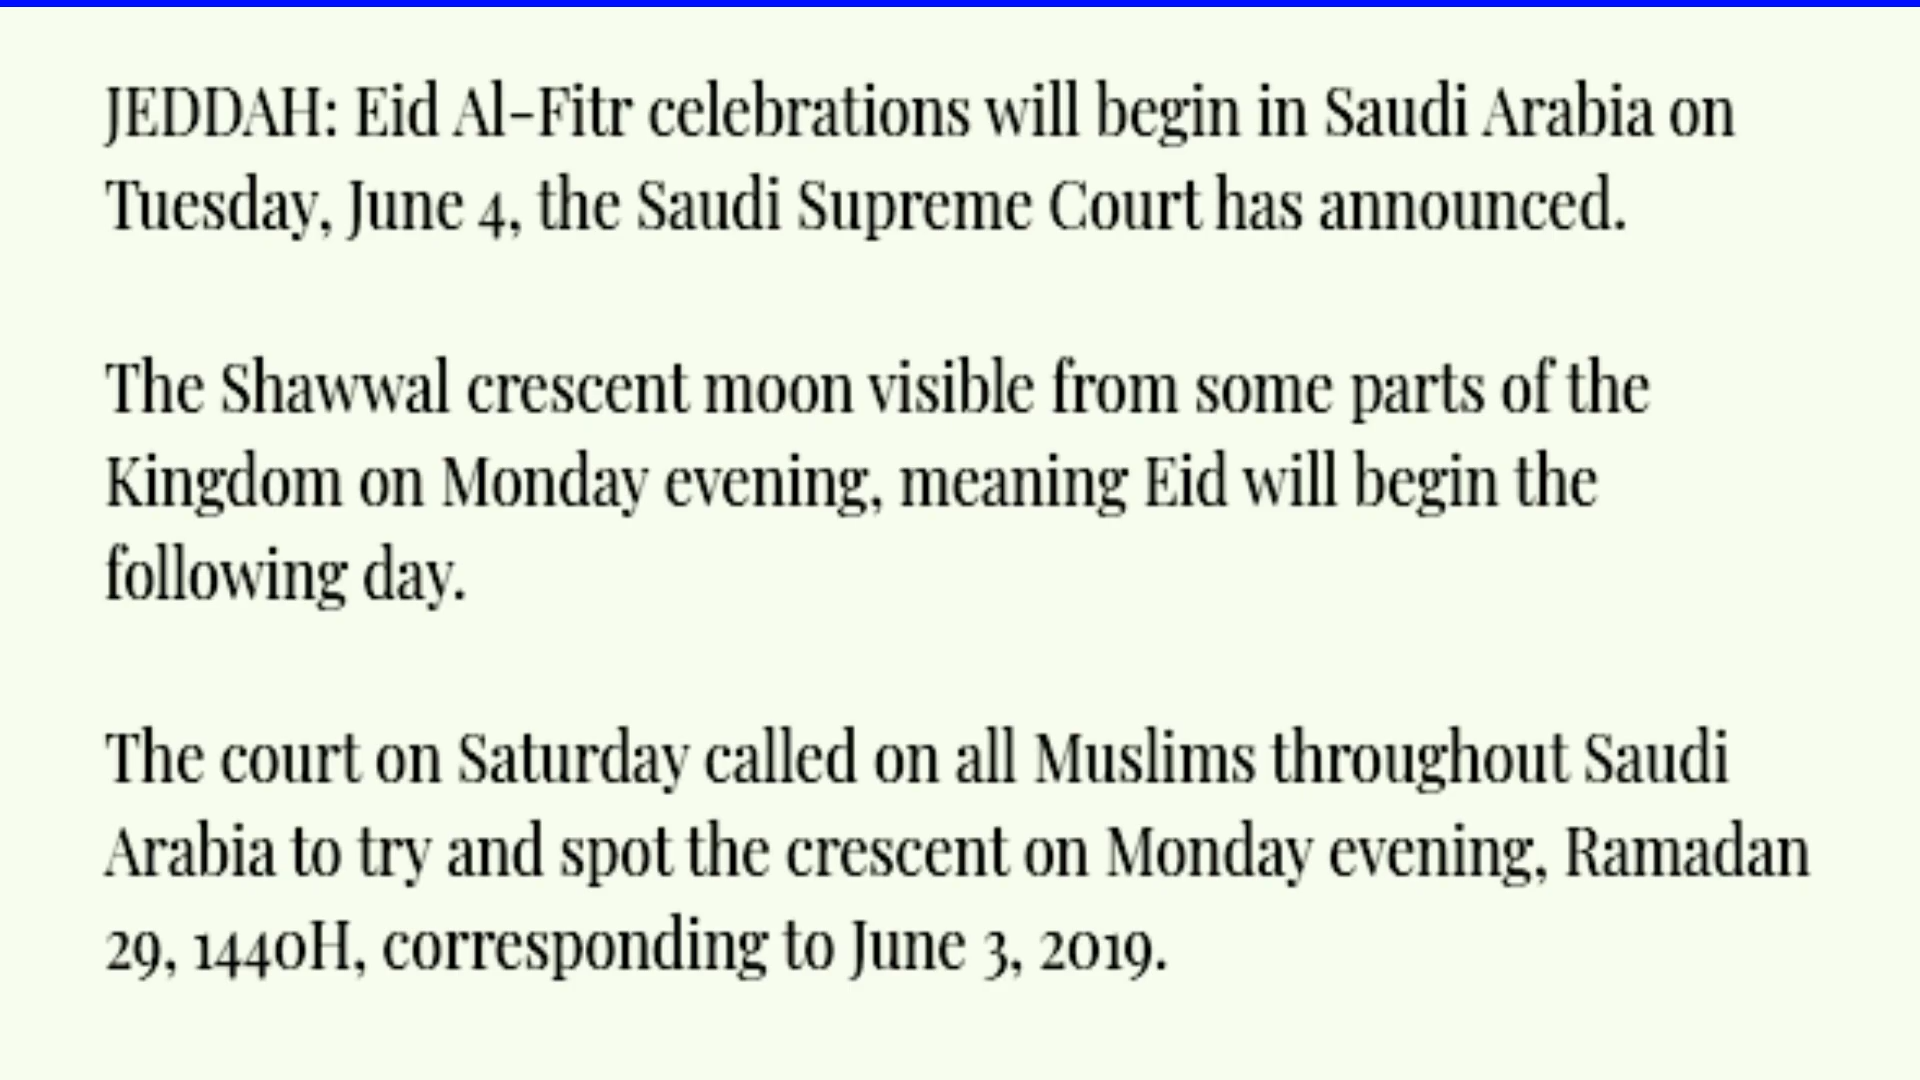 JEDDAH: Eid Al-Fitr celebrations will begin in Saudi Arabia on
Tuesday, June 4, the Saudi Supreme Court has announced.
The Shawwal crescent moon visible from some parts of the
Kingdom on Monday evening, meaning Eid will begin the
following day.
The court on Saturday called on all Muslims throughout Saudi
Arabia to try and spot the crescent on Monday evening, Ramadan
29, 1440H, corresponding to June 3, 2019.